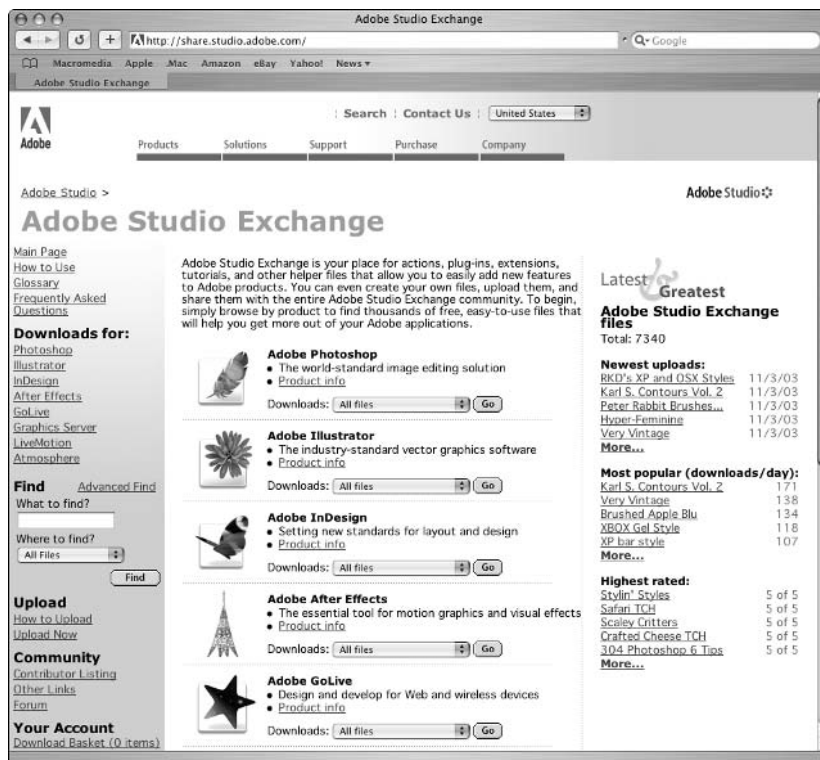 Adobe Studio Exchange
http://share.studio.adobe.com/
Google
Macromedia Apple .Mac Amazon eBay Yahoo! News
Adobe Studio Exchange
Search Contact Us United States
Adobe
Products Solutions Support Purchase Company
Adobe Studio >
Adobe Studio
Adobe Studio Exchange
Main Page
How to Use
Glossary
Frequently Asked
Questions
Downloads for:
Photoshop
Illustrator
InDesign
After Effects
GoLive
Graphics Server
LiveMotion
Atmosphere
Find Advanced Find
What to find?
Where to find?
All Files
Find
Upload
How to Upload
Upload Now
Community
Contributor Listing
Other Links
Forum
Your Account
Download Basket (0 items)
Adobe Studio Exchange is your place for actions, plug-ins, extensions,
tutorials, and other helper files that allow you to easily add new features
to Adobe products. You can even create your own files, upload them, and
share them with the entire Adobe Studio Exchange community. To begin,
simply browse by product to find thousands of free, easy-to-use files that
will help you get more out of your Adobe applications.
Adobe Photoshop
• The world-standard image editing solution
• Product info
Downloads: All files Go
Adobe Illustrator
• The industry-standard vector graphics software
• Product info
Downloads: All files Go
Adobe InDesign
• Setting new standards for layout and design
• Product info
Downloads: All files Go
Adobe After Effects
• The essential tool for motion graphics and visual effects
• Product info
Downloads: All files Go
Adobe GoLive
• Design and develop for Web and wireless devices
• Product info
Downloads: All files Go
Latest &
Greatest
Adobe Studio Exchange
files
Total: 7340
Newest uploads:
RKD's XP and OSX Styles 11/3/03
Karl S. Contours Vol. 2 11/3/03
Peter Rabbit Brushes... 11/3/03
Hyper-Feminine 11/3/03
Very Vintage 11/3/03
More...
Most popular (downloads/day):
Karl S. Contours Vol. 2 171
Very Vintage 138
Brushed Apple Blu 134
XBOX Gel Style 118
XP bar style 107
More...
Highest rated:
Stylin' Styles 5 of 5
Safari TCH 5 of 5
Scaley Critters 5 of 5
Crafted Cheese TCH 5 of 5
304 Photoshop 6 Tips 5 of 5
More...